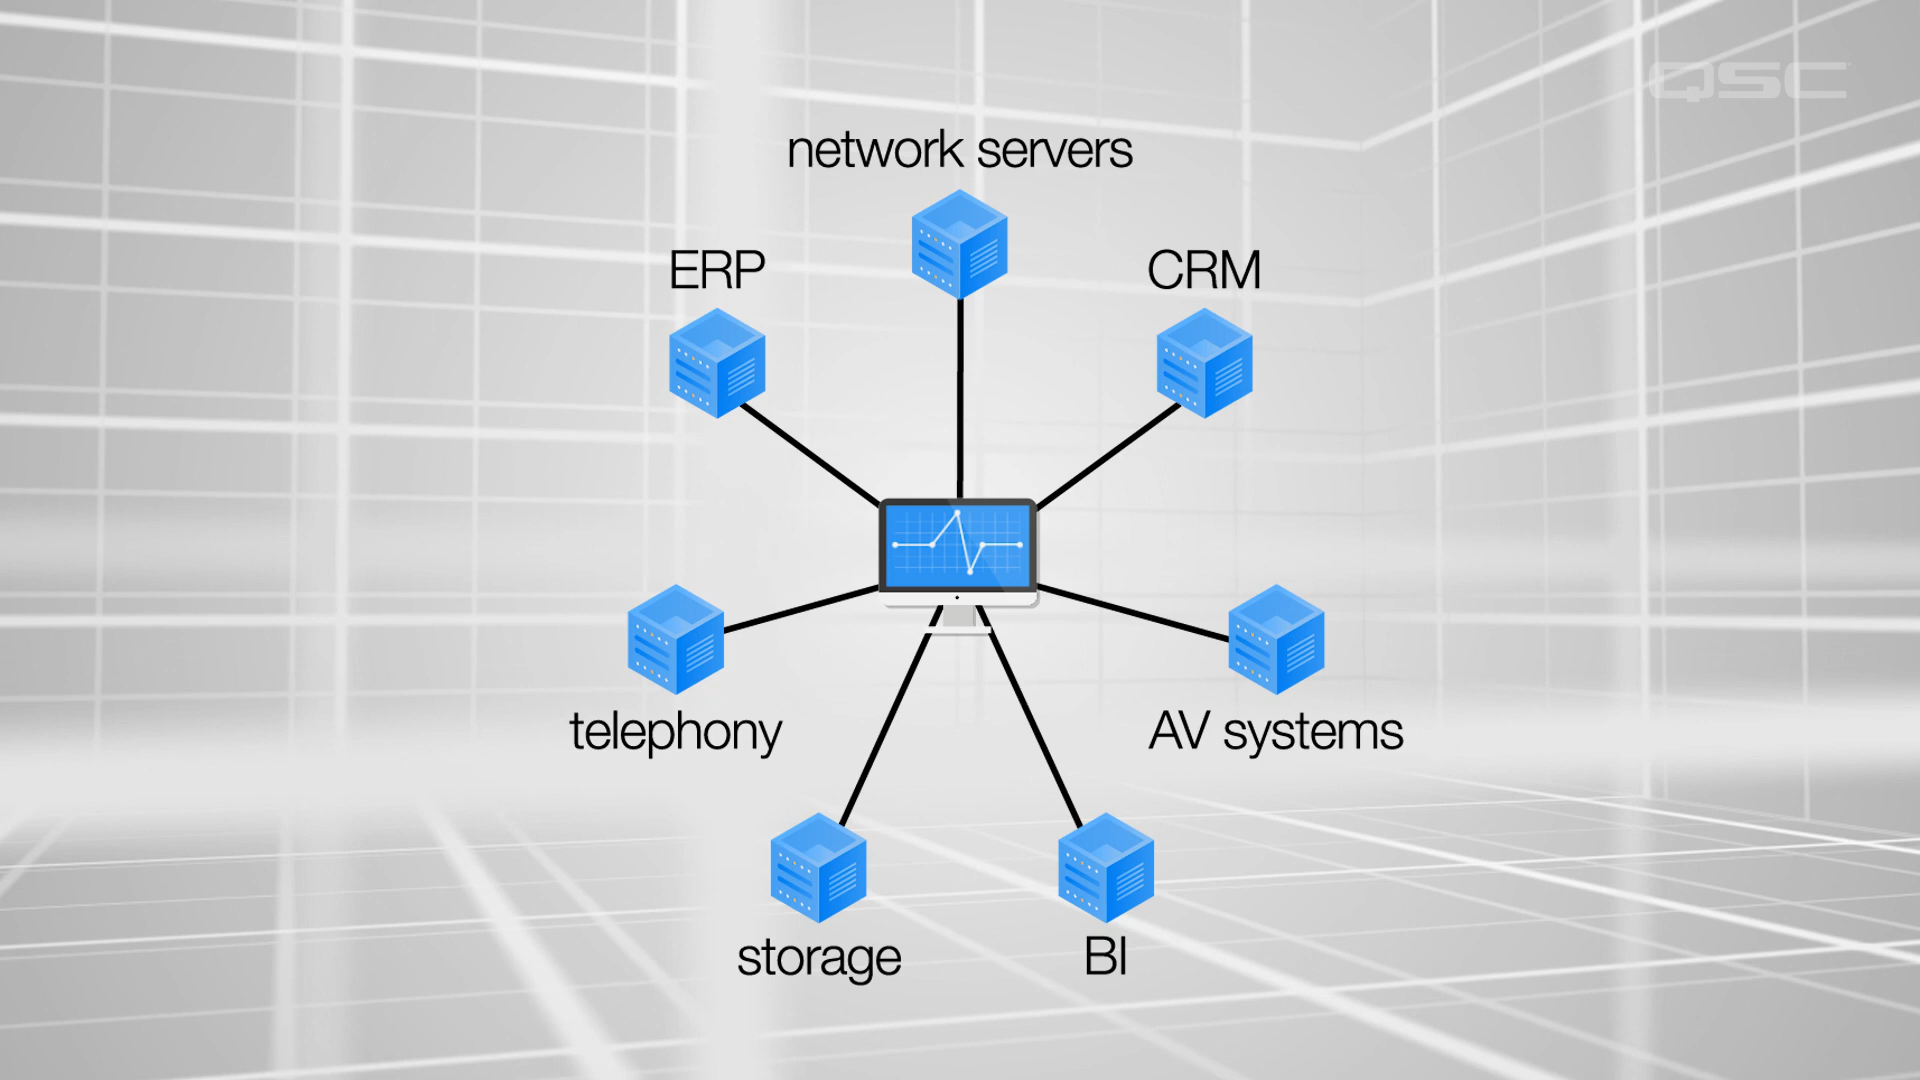 QSC
network servers
ERP
CRM
telephony
AV systems
storage
BI